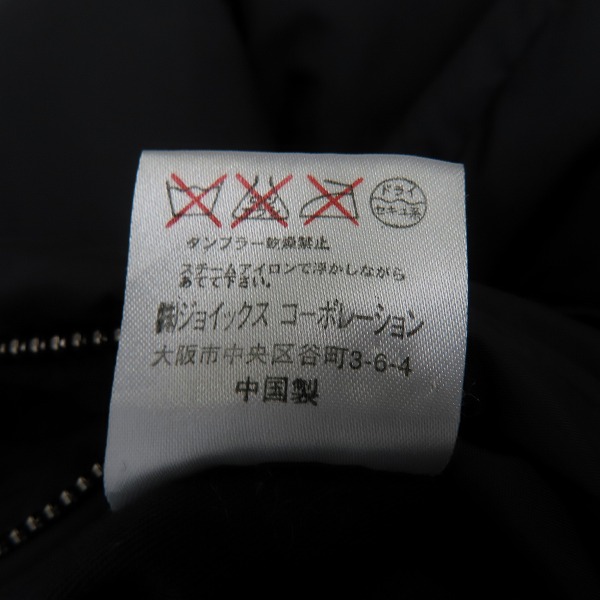 ドライ
セキユ系
タンブラー乾燥禁止
スチームアイロンで浮かしながら
あてて下さい。
㈱ジョイックス コーポレーション
大阪市中央区谷町3-6-4
中国製